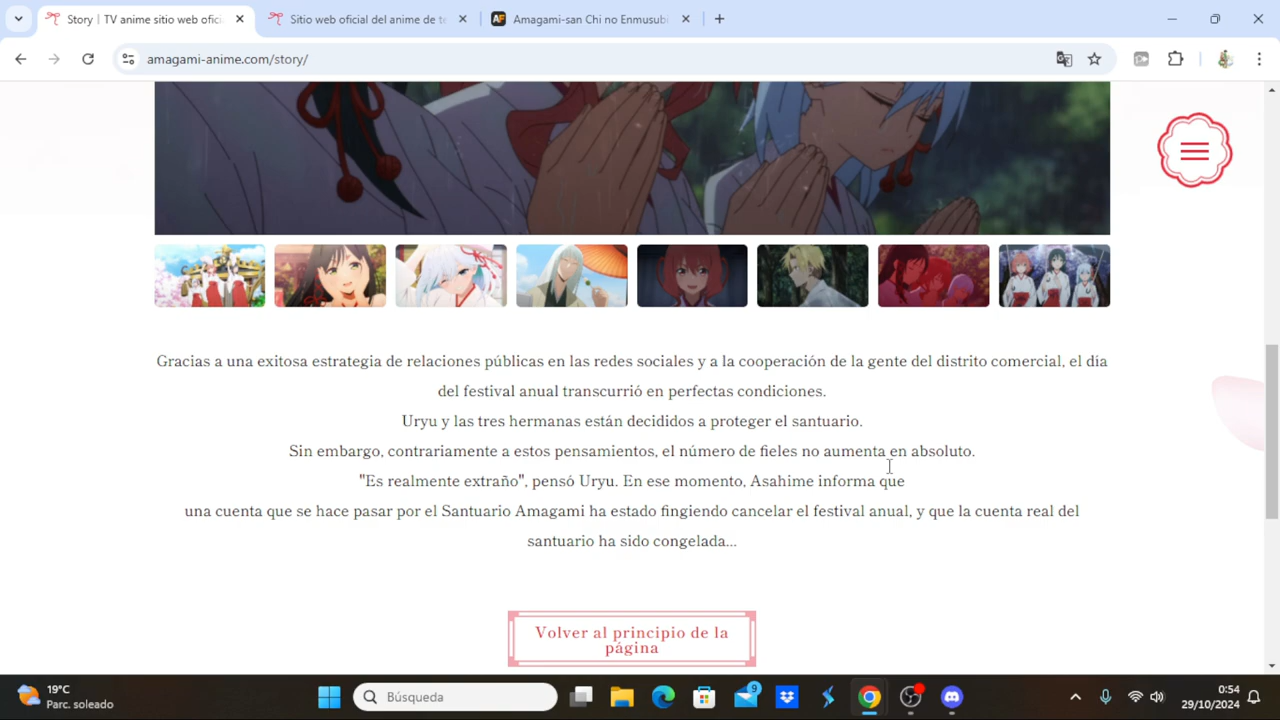 Story | TV anime sitio web ofici
Sitio web oficial del anime de te
AF
Amagami-san Chi no Enmusubi
amagami-anime.com/story/
Gracias a una exitosa estrategia de relaciones públicas en las redes sociales y a la cooperación de la gente del distrito comercial, el día
del festival anual transcurrió en perfectas condiciones.
Uryu y las tres hermanas están decididos a proteger el santuario.
Sin embargo, contrariamente a estos pensamientos, el número de fieles no aumenta en absoluto.
"Es realmente extraño", pensó Uryu. En ese momento, Asahime informa que
una cuenta que se hace pasar por el Santuario Amagami ha estado fingiendo cancelar el festival anual, y que la cuenta real del
santuario ha sido congelada...
Volver al principio de la
página
19°C
Parc. soleado
Búsqueda
9
0:54
29/10/2024